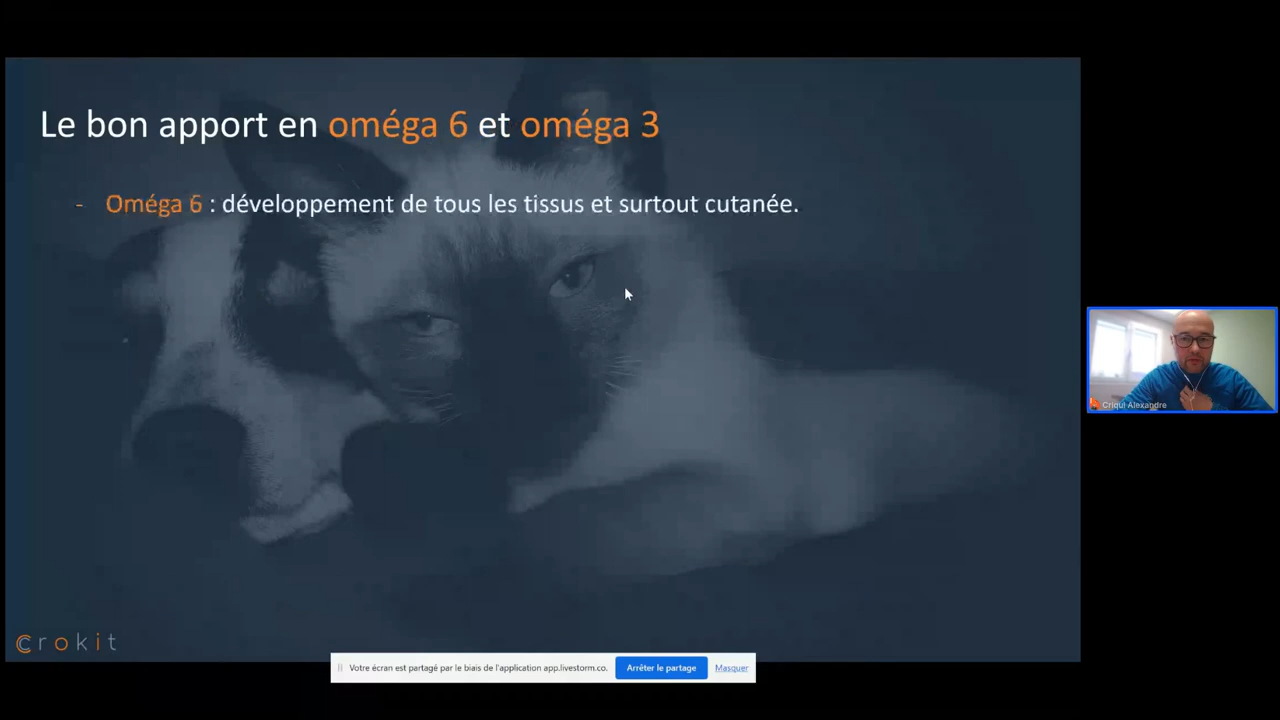 Le bon apport en oméga 6 et oméga 3
- Oméga 6 : développement de tous les tissus et surtout cutanée.
Criqui Alexandre
crokit
Votre écran est partagé par le biais de l'application app.livestorm.co.
Arrêter le partage
Masquer